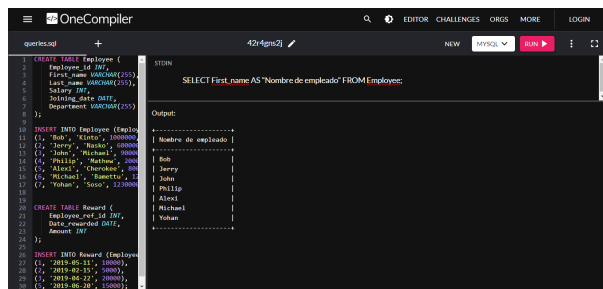 OneCompiler
EDITOR CHALLENGES ORGS MORE LOGIN
queries.sql + 42r4gns2j NEW MYSQL RUN
1 CREATE TABLE Employee (
2 Employee_id INT,
3 First_name VARCHAR(255),
4 Last_name VARCHAR(255),
5 Salary INT,
6 Joining_date DATE,
7 Department VARCHAR(255)
8 );
9
10 INSERT INTO Employee (Employ
11 (1, 'Bob', 'Kinto', 1000000,
12 (2, 'Jerry', 'Nasko', 600000
13 (3, 'John', 'Michael', 90000
14 (4, 'Philip', 'Mathew', 2000
15 (5, 'Alexi', 'Cherokee', 800
16 (6, 'Michael', 'Bamettu', 12
17 (7, 'Yohan', 'Soso', 1230000
18
19
20 CREATE TABLE Reward (
21 Employee_ref_id INT,
22 Date_rewarded DATE,
23 Amount INT
24 );
25
26 INSERT INTO Reward (Employee
27 (1, '2019-05-11', 10000),
28 (2, '2019-02-15', 5000),
29 (3, '2019-04-22', 20000),
30 (5, '2019-06-20', 15000);
STDIN
SELECT First_name AS "Nombre de empleado" FROM Employee;
Output:
+--------------------+
| Nombre de empleado |
+--------------------+
| Bob |
| Jerry |
| John |
| Philip |
| Alexi |
| Michael |
| Yohan |
+--------------------+